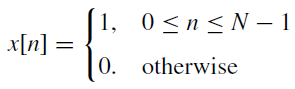 x[n] = { 1, 0 ≤ n ≤ N − 1
0. otherwise